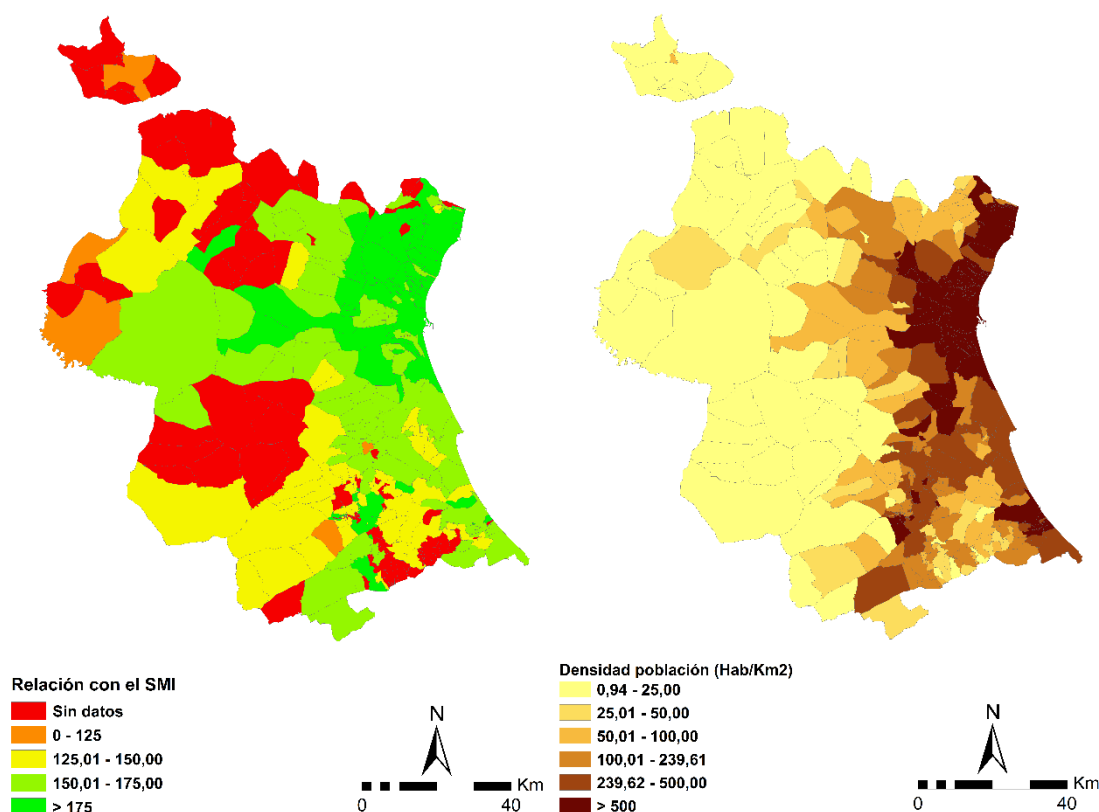 Relación con el SMI
Sin datos
0 - 125
125,01 - 150,00
150,01 - 175,00
> 175
N
Km
0
40
Densidad población (Hab/Km2)
0,94 - 25,00
25,01 - 50,00
50,01 - 100,00
100,01 - 239,61
239,62 - 500,00
> 500
N
Km
0
40